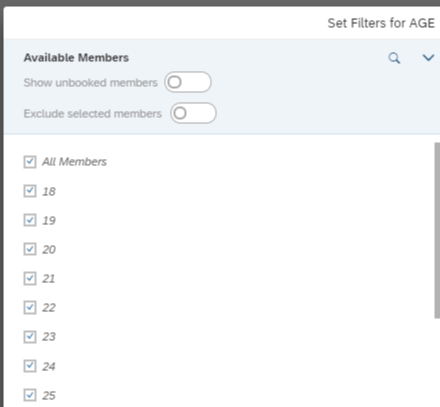 Set Filters for AGE
Available Members
Show unbooked members
Exclude selected members
All Members
18
19
20
21
22
23
24
25